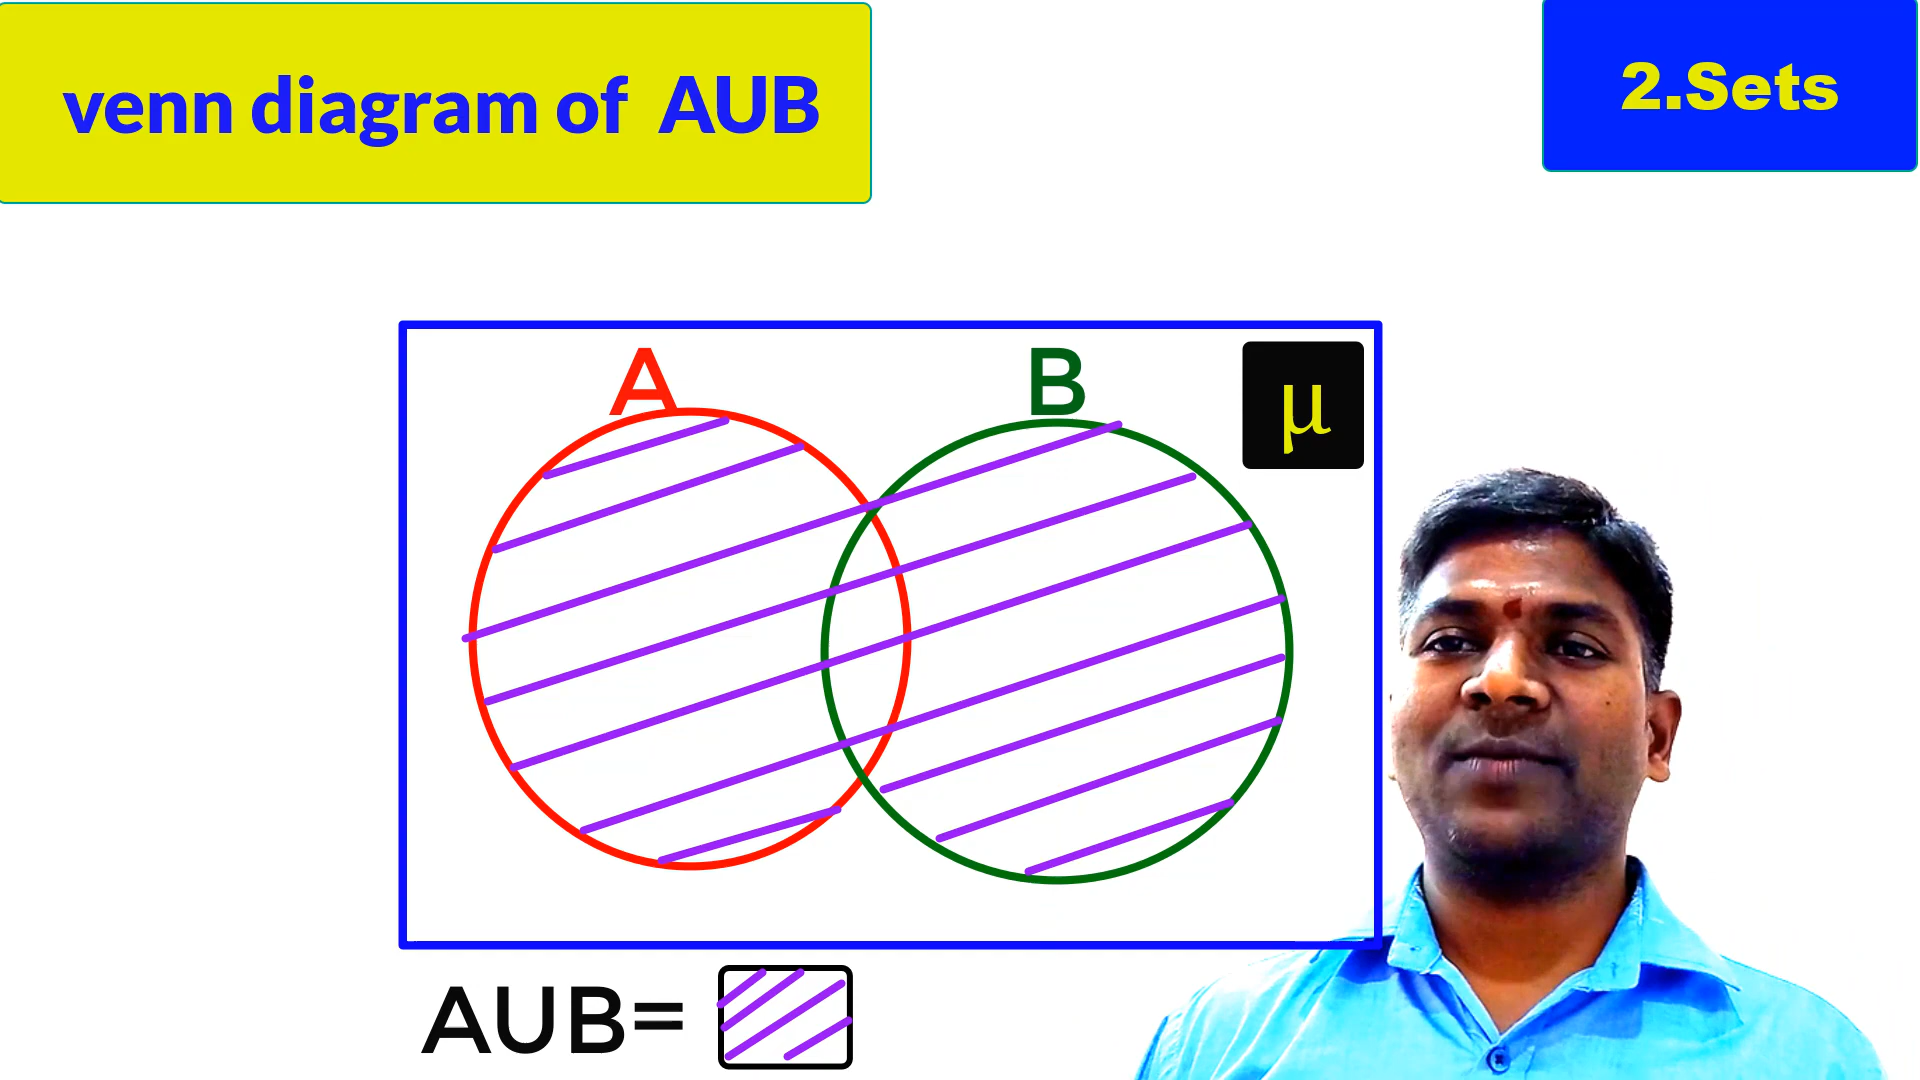 venn diagram of AUB
2.Sets
A
B
μ
AUB=